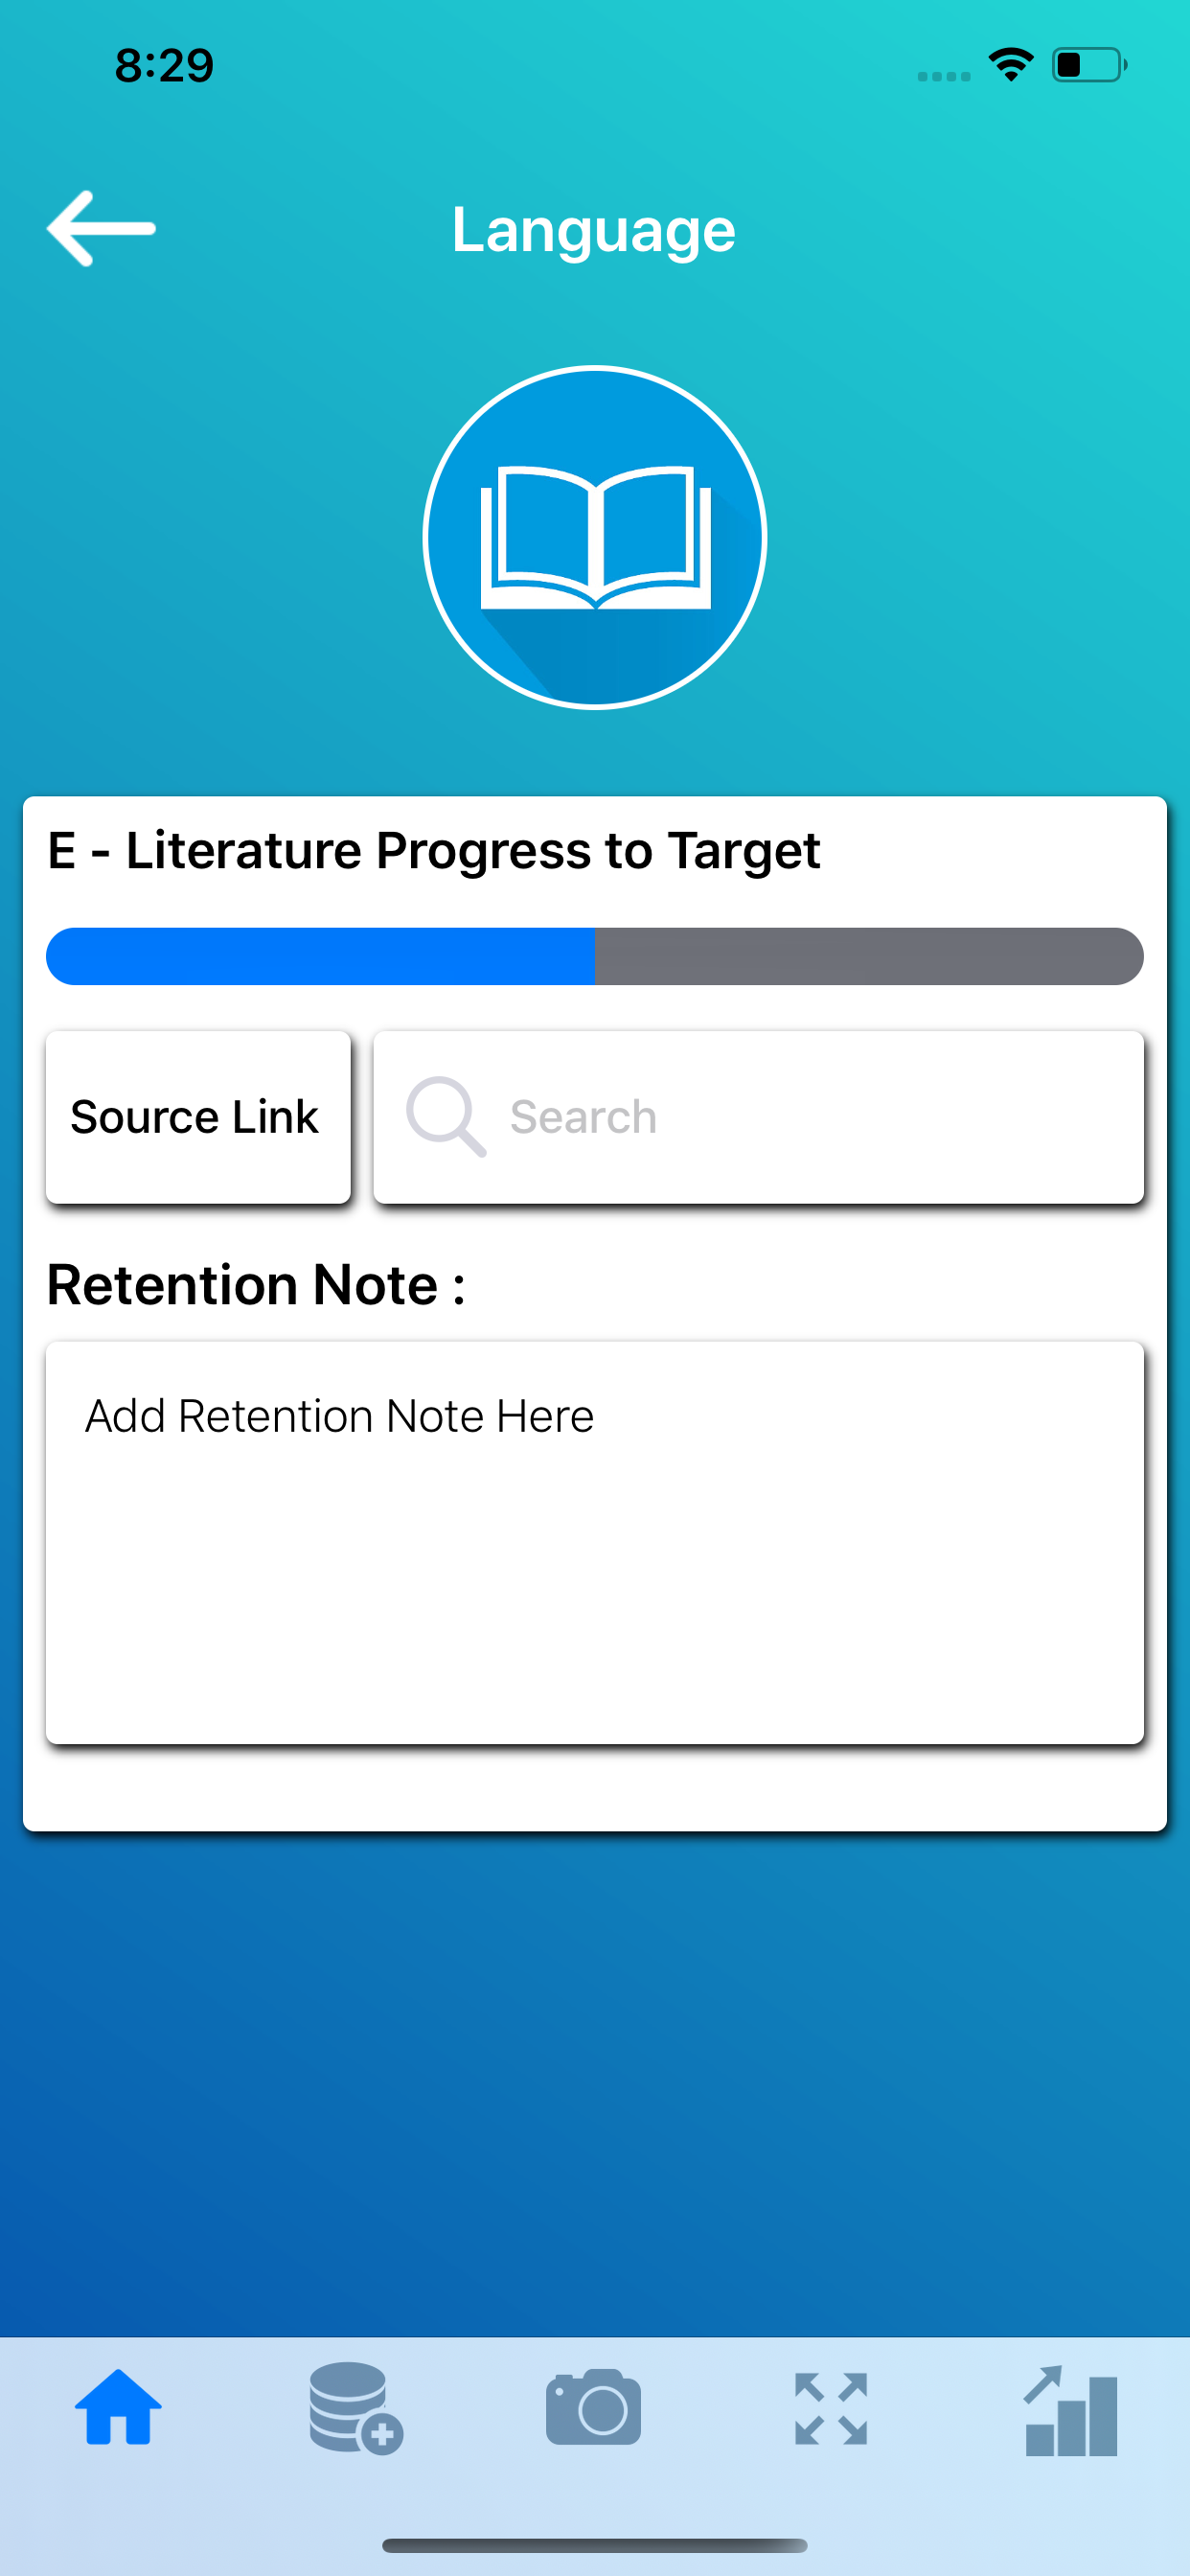 8:29
Language
E - Literature Progress to Target
Source Link
Search
Retention Note :
Add Retention Note Here